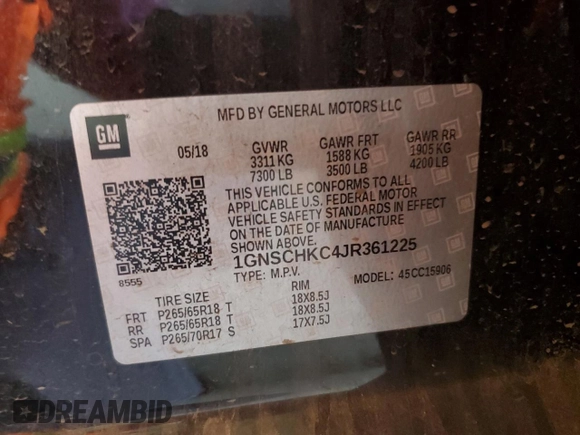 MFD BY GENERAL MOTORS LLC
GM
05/18 GVWR GAWR FRT GAWR RR
3311 KG 1588 KG 1905 KG
7300 LB 3500 LB 4200 LB
THIS VEHICLE CONFORMS TO ALL
APPLICABLE U.S. FEDERAL MOTOR
VEHICLE SAFETY STANDARDS IN EFFECT
ON THE DATE OF MANUFACTURE
SHOWN ABOVE.
1GNSCHKC4JR361225
8555
TYPE: M.P.V. MODEL: 45CC15906
TIRE SIZE RIM
FRT P265/65R18 T 18X8.5J
RR P265/65R18 T 18X8.5J
SPA P265/70R17 S 17X7.5J
DREAMBID